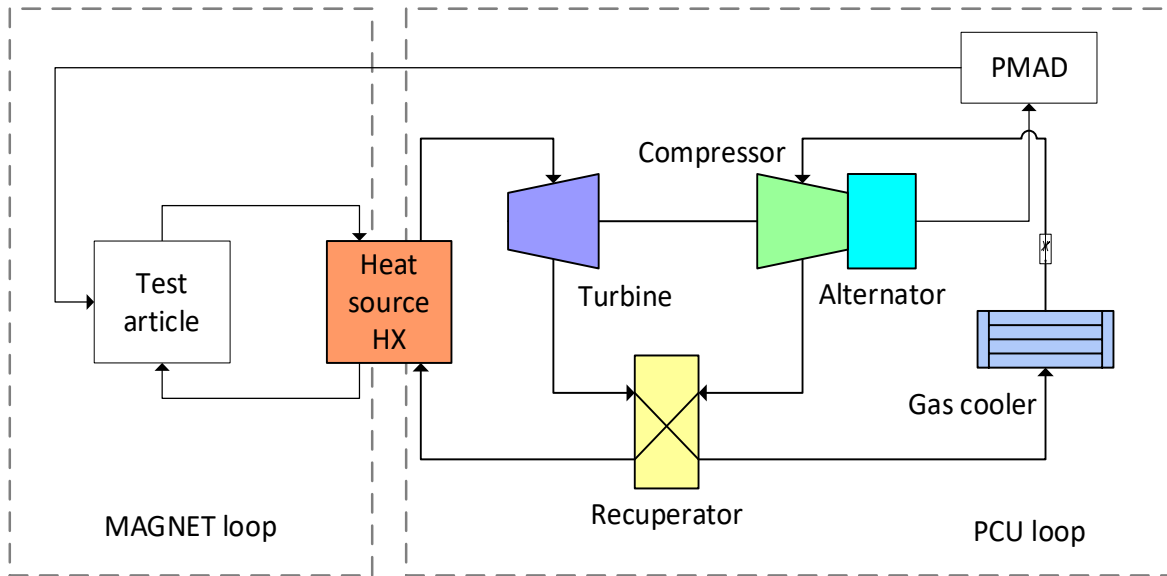 PMAD
Compressor
Test
article
Heat
source
HX
Turbine
Alternator
Gas cooler
Recuperator
MAGNET loop
PCU loop